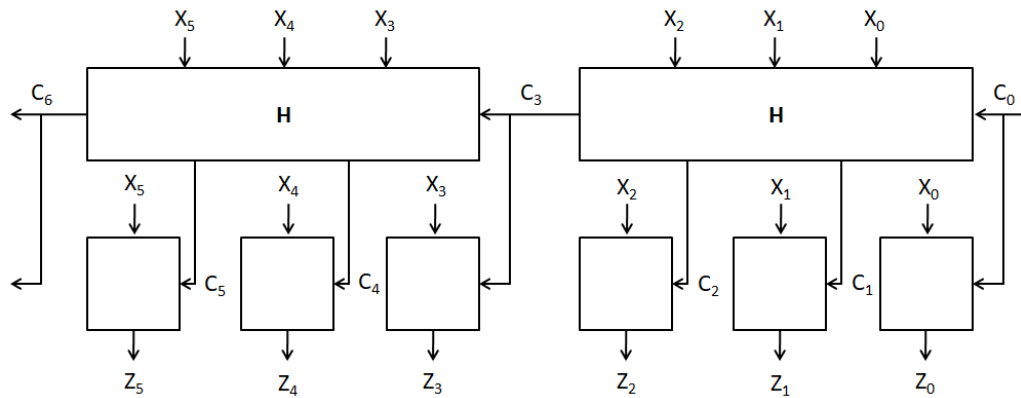 X₅ X₄ X₃ X₂ X₁ X₀
C₆ H C₃ H C₀
X₅ X₄ X₃ X₂ X₁ X₀
C₅ C₄ C₂ C₁
Z₅ Z₄ Z₃ Z₂ Z₁ Z₀